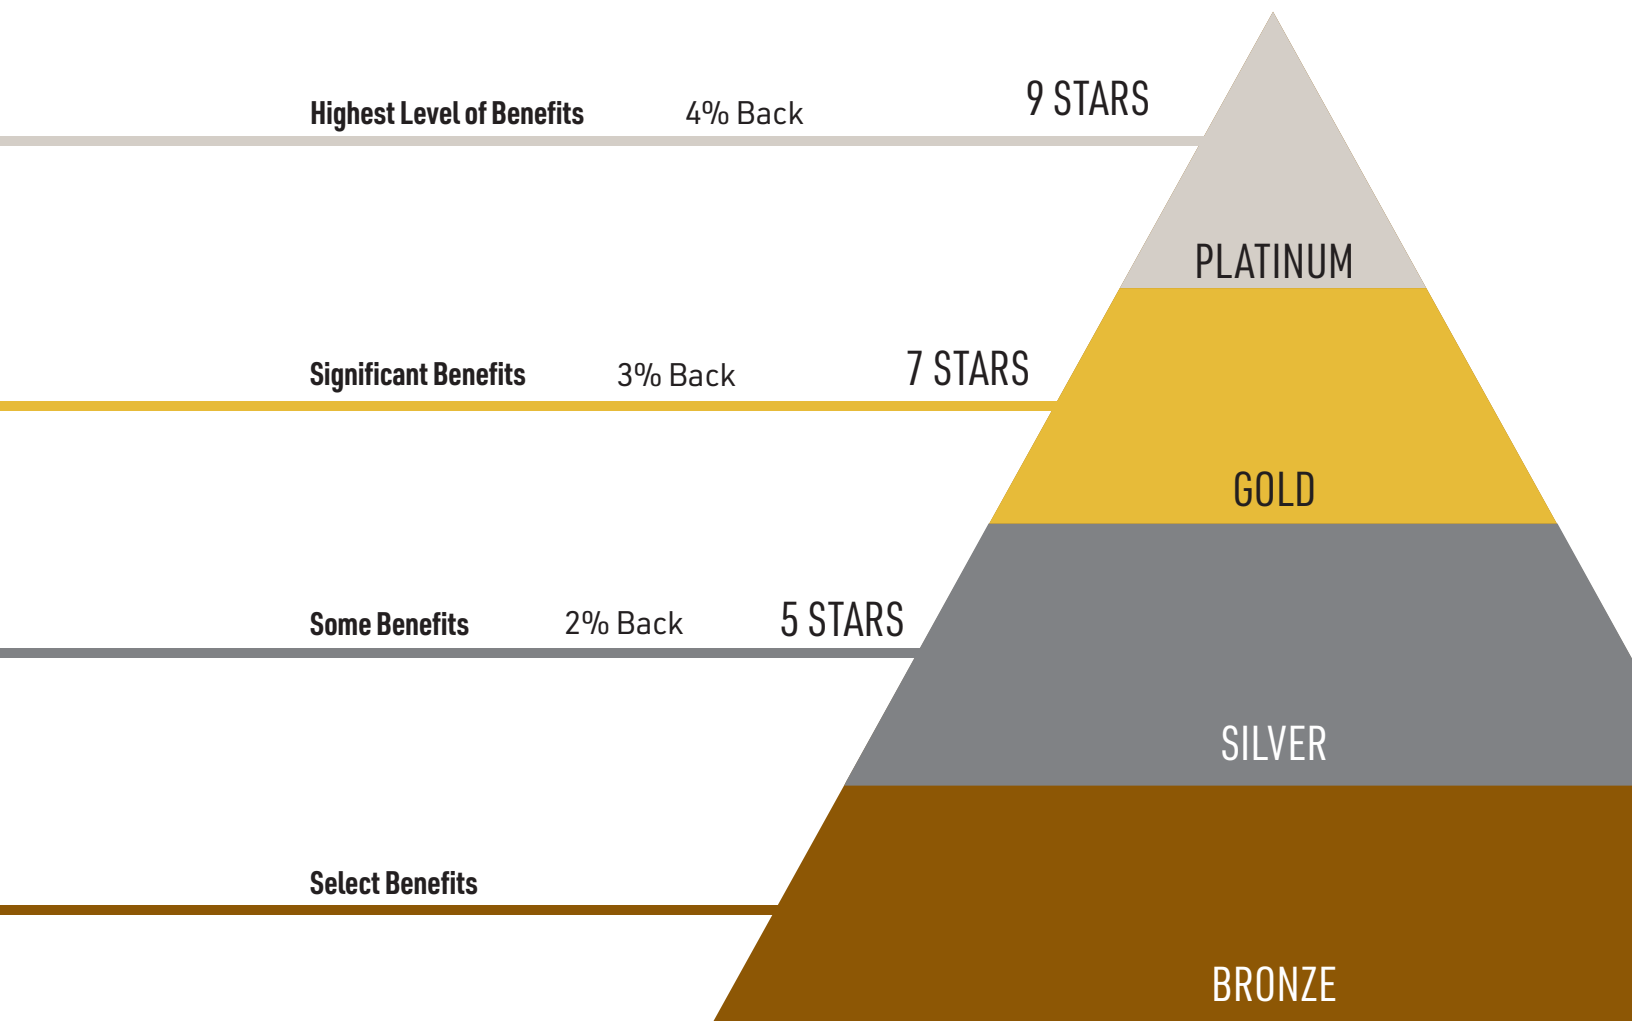 Highest Level of Benefits 4% Back 9 STARS
PLATINUM
Significant Benefits 3% Back 7 STARS
GOLD
Some Benefits 2% Back 5 STARS
SILVER
Select Benefits
BRONZE